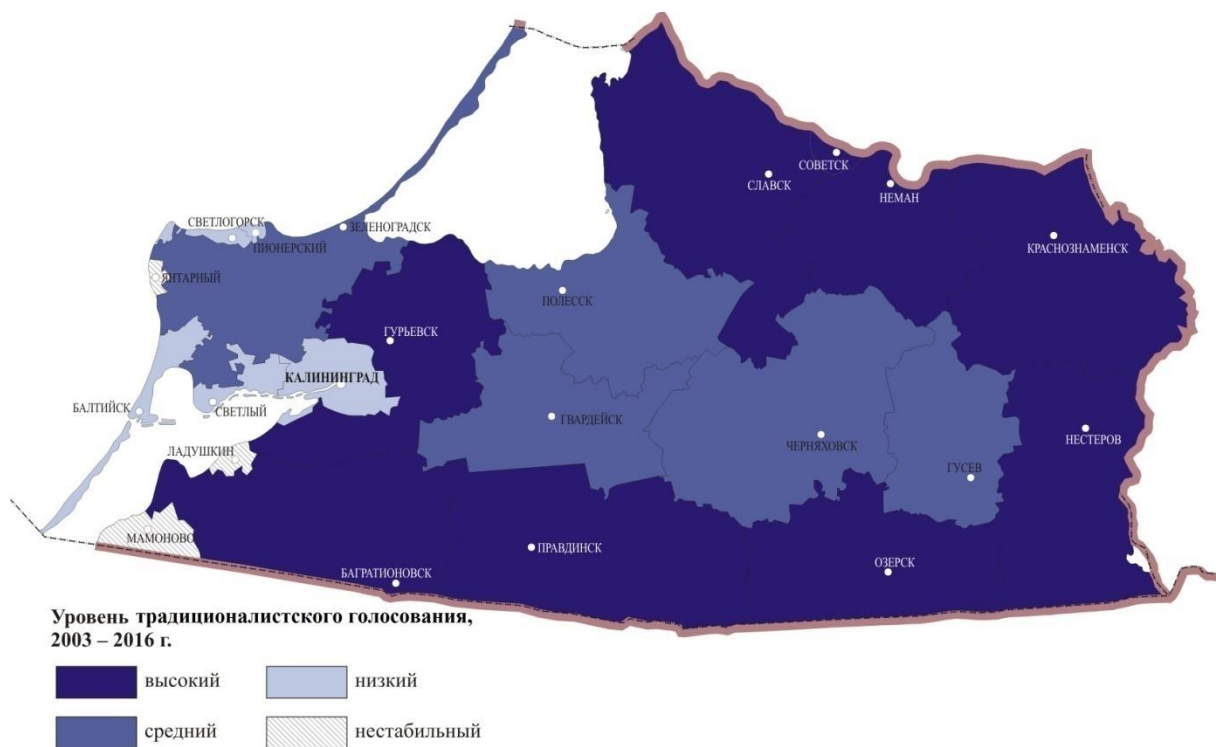 СОВЕТСК
СЛАВСК
НЕМАН
СВЕТЛОГОРСК
ЗЕЛЕНОГРАДСК
ПИОНЕРСКИЙ
КРАСНОЗНАМЕНСК
ЯНТАРНЫЙ
ПОЛЕССК
ГУРЬЕВСК
КАЛИНИНГРАД
БАЛТИЙСК
СВЕТЛЫЙ
ГВАРДЕЙСК
НЕСТЕРОВ
ЧЕРНЯХОВСК
ЛАДУШКИН
ГУСЕВ
МАМОНОВО
ПРАВДИНСК
ОЗЕРСК
БАГРАТИОНОВСК
Уровень традиционалистского голосования,
2003 – 2016 г.
высокий
низкий
средний
нестабильный